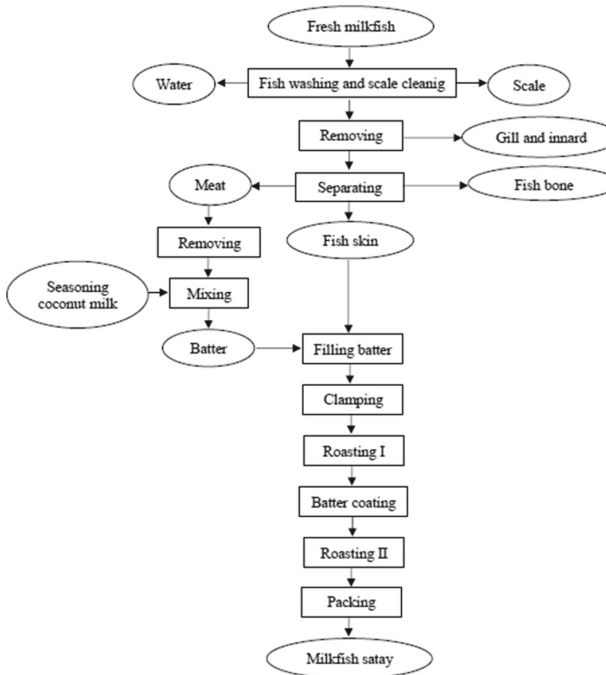 Fresh milkfish
Water
Fish washing and scale cleanig
Scale
Removing
Gill and innard
Meat
Separating
Fish bone
Removing
Fish skin
Seasoning
coconut milk
Mixing
Batter
Filling batter
Clamping
Roasting I
Batter coating
Roasting II
Packing
Milkfish satay